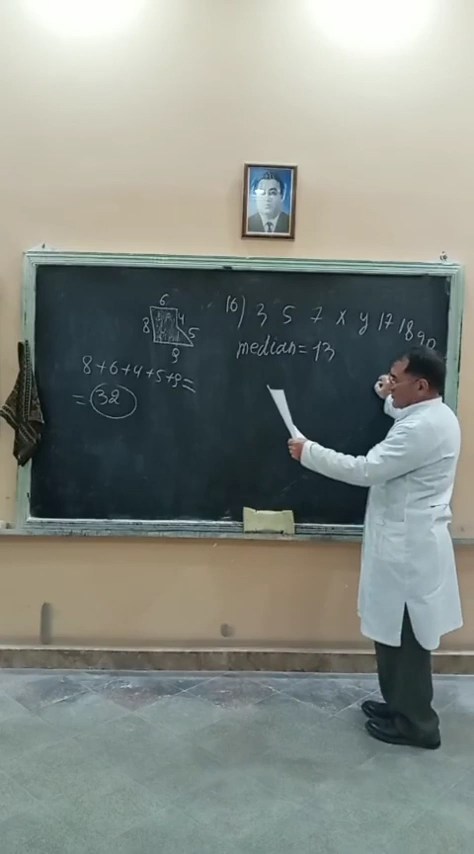 6
8 4 5
9
8+6+4+5+9=
= 32
16) 3 5 7 x y 17 18 90
median = 13